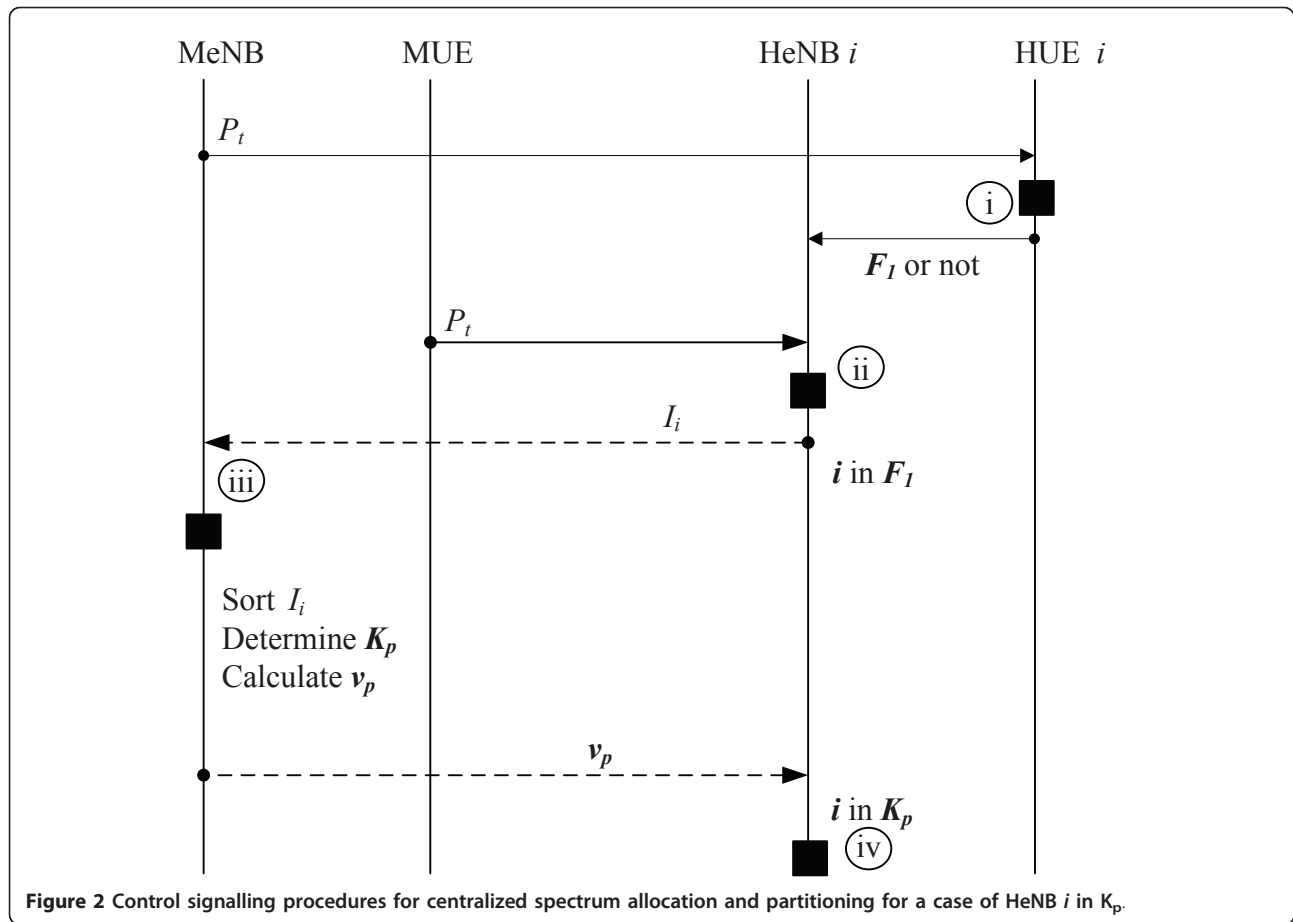 MeNB MUE HeNB i HUE i
P_t
i
F_1 or not
P_t
ii
I_i
i in F_1
iii
Sort I_i
Determine K_p
Calculate v_p
v_p
i in K_p
iv
Figure 2 Control signalling procedures for centralized spectrum allocation and partitioning for a case of HeNB i in K_p.